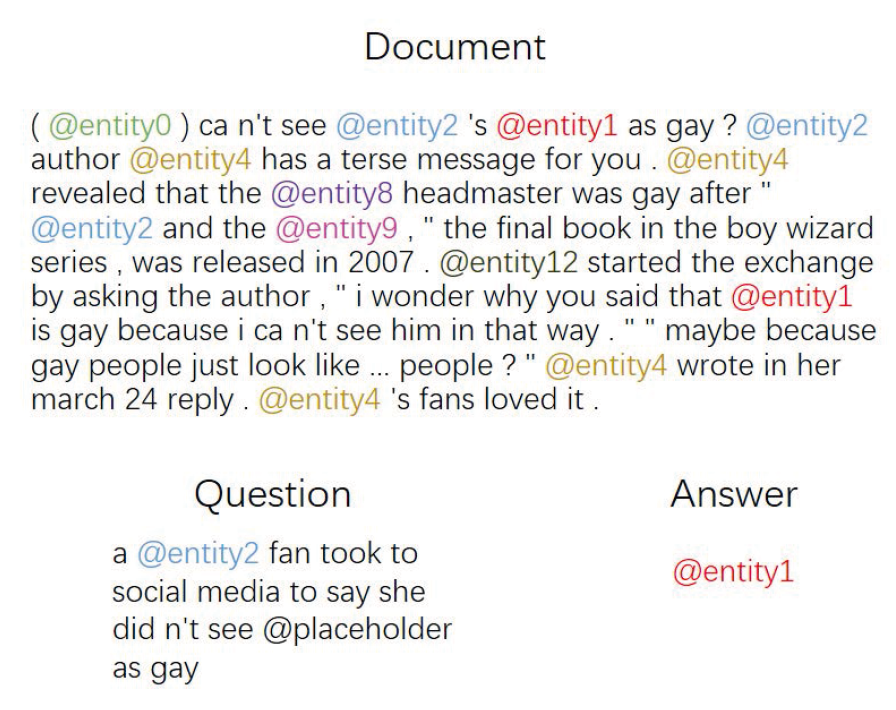 Document
( @entity0 ) ca n't see @entity2 's @entity1 as gay ? @entity2
author @entity4 has a terse message for you . @entity4
revealed that the @entity8 headmaster was gay after "
@entity2 and the @entity9 , " the final book in the boy wizard
series , was released in 2007 . @entity12 started the exchange
by asking the author , " i wonder why you said that @entity1
is gay because i ca n't see him in that way . " " maybe because
gay people just look like ... people ? " @entity4 wrote in her
march 24 reply . @entity4 's fans loved it .
Question
a @entity2 fan took to
social media to say she
did n't see @placeholder
as gay
Answer
@entity1